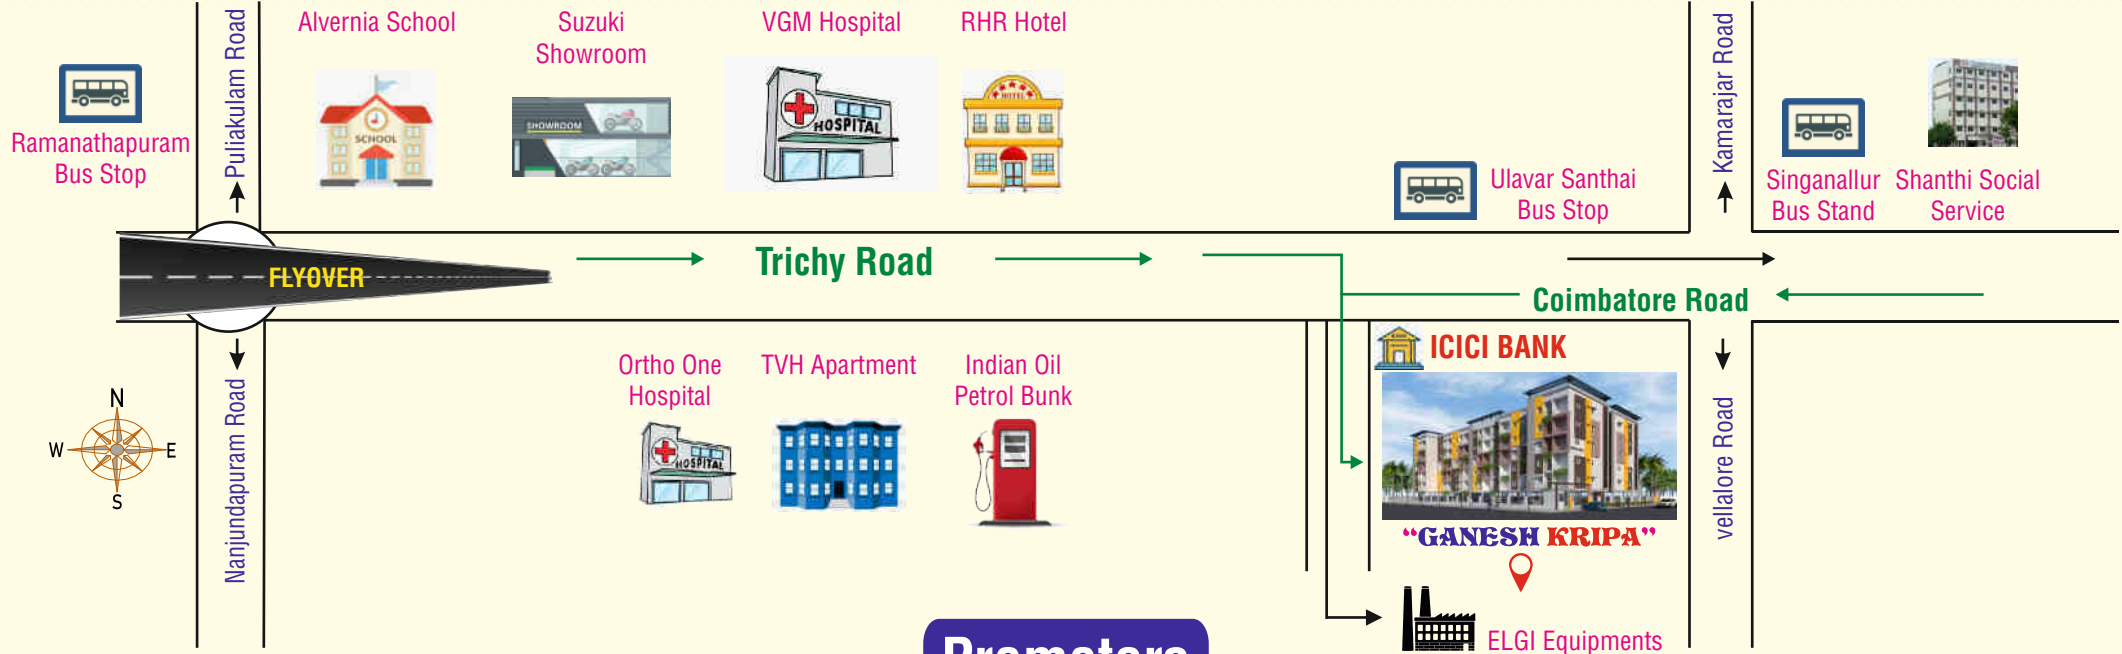 Alvernia School
Suzuki
Showroom
VGM Hospital
RHR Hotel
Puliakulam Road
Kamarajar Road
Ramanathapuram
Bus Stop
SCHOOL
SHOWROOM
HOSPITAL
HOTEL
Ulavar Santhai
Bus Stop
Singanallur
Bus Stand
Shanthi Social
Service
FLYOVER
Trichy Road
Coimbatore Road
ICICI BANK
Ortho One
Hospital
TVH Apartment
Indian Oil
Petrol Bunk
HOSPITAL
N
W
E
S
Nanjundapuram Road
vellalore Road
“GANESH KRIPA”
ELGI Equipments
Promoters